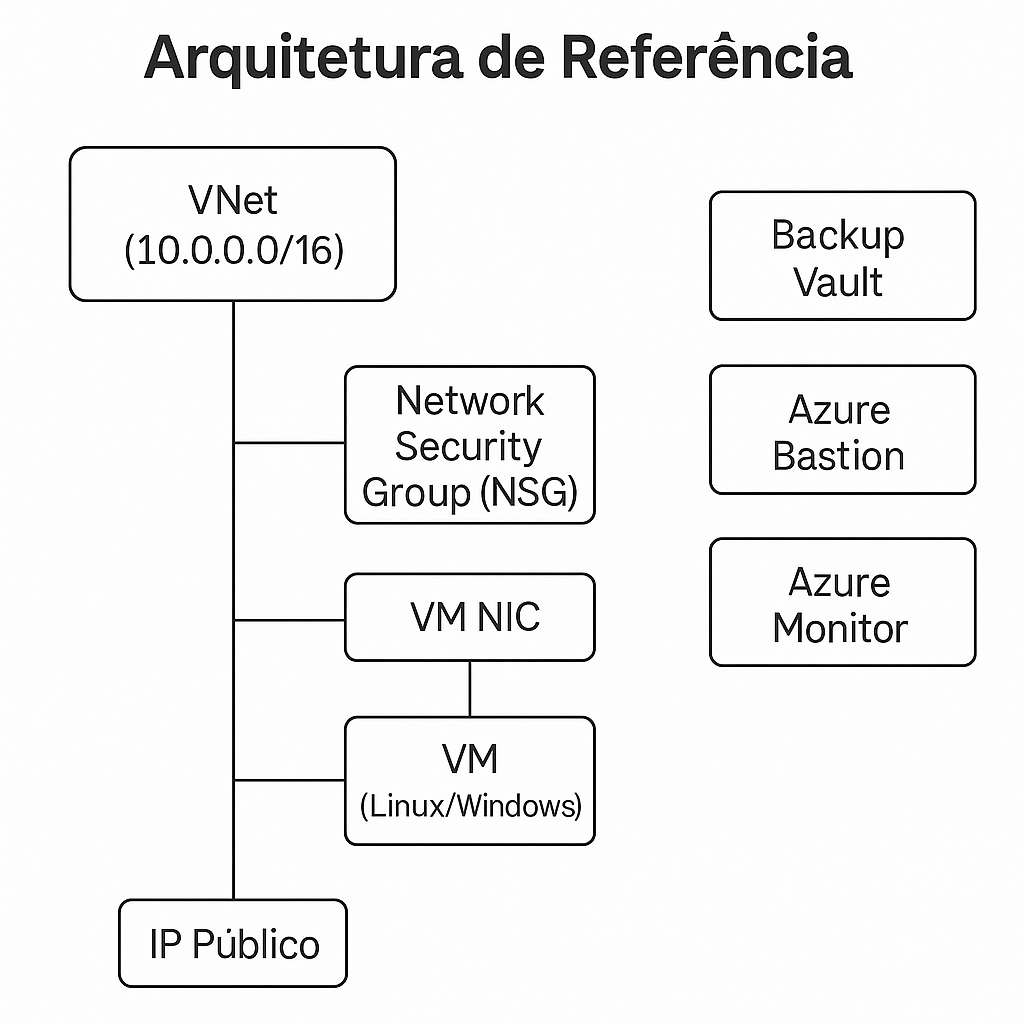 Arquitetura de Referência
VNet
(10.0.0.0/16)
Backup
Vault
Network
Security
Group (NSG)
Azure
Bastion
VM NIC
Azure
Monitor
VM
(Linux/Windows)
IP Público